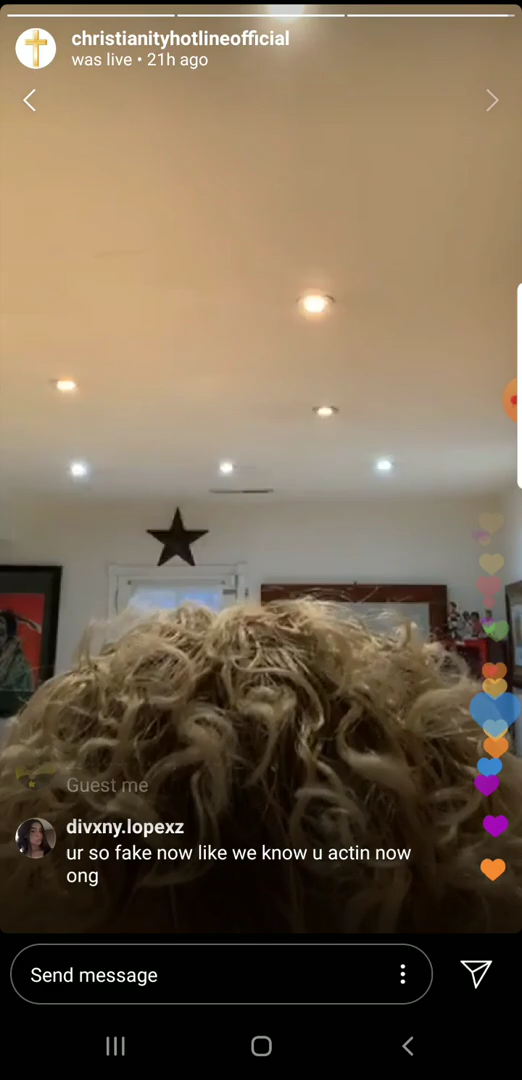 christianityhotlineofficial
was live • 21h ago
Guest me
divxny.lopexz
ur so fake now like we know u actin now
ong
Send message